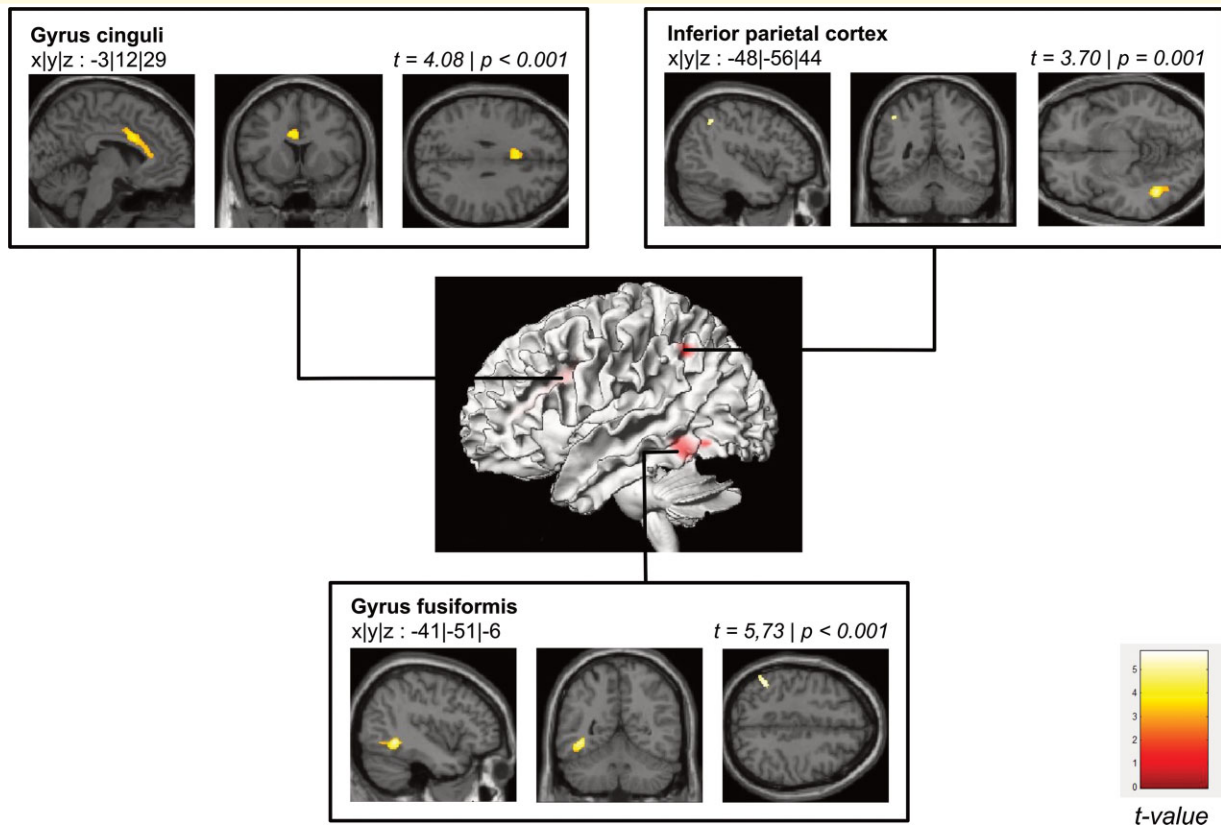 Gyrus cinguli
x|y|z : -3|12|29
t = 4.08 | p < 0.001
Inferior parietal cortex
x|y|z : -48|-56|44
t = 3.70 | p = 0.001
Gyrus fusiformis
x|y|z : -41|-51|-6
t = 5,73 | p < 0.001
5
4
3
2
1
0
t-value